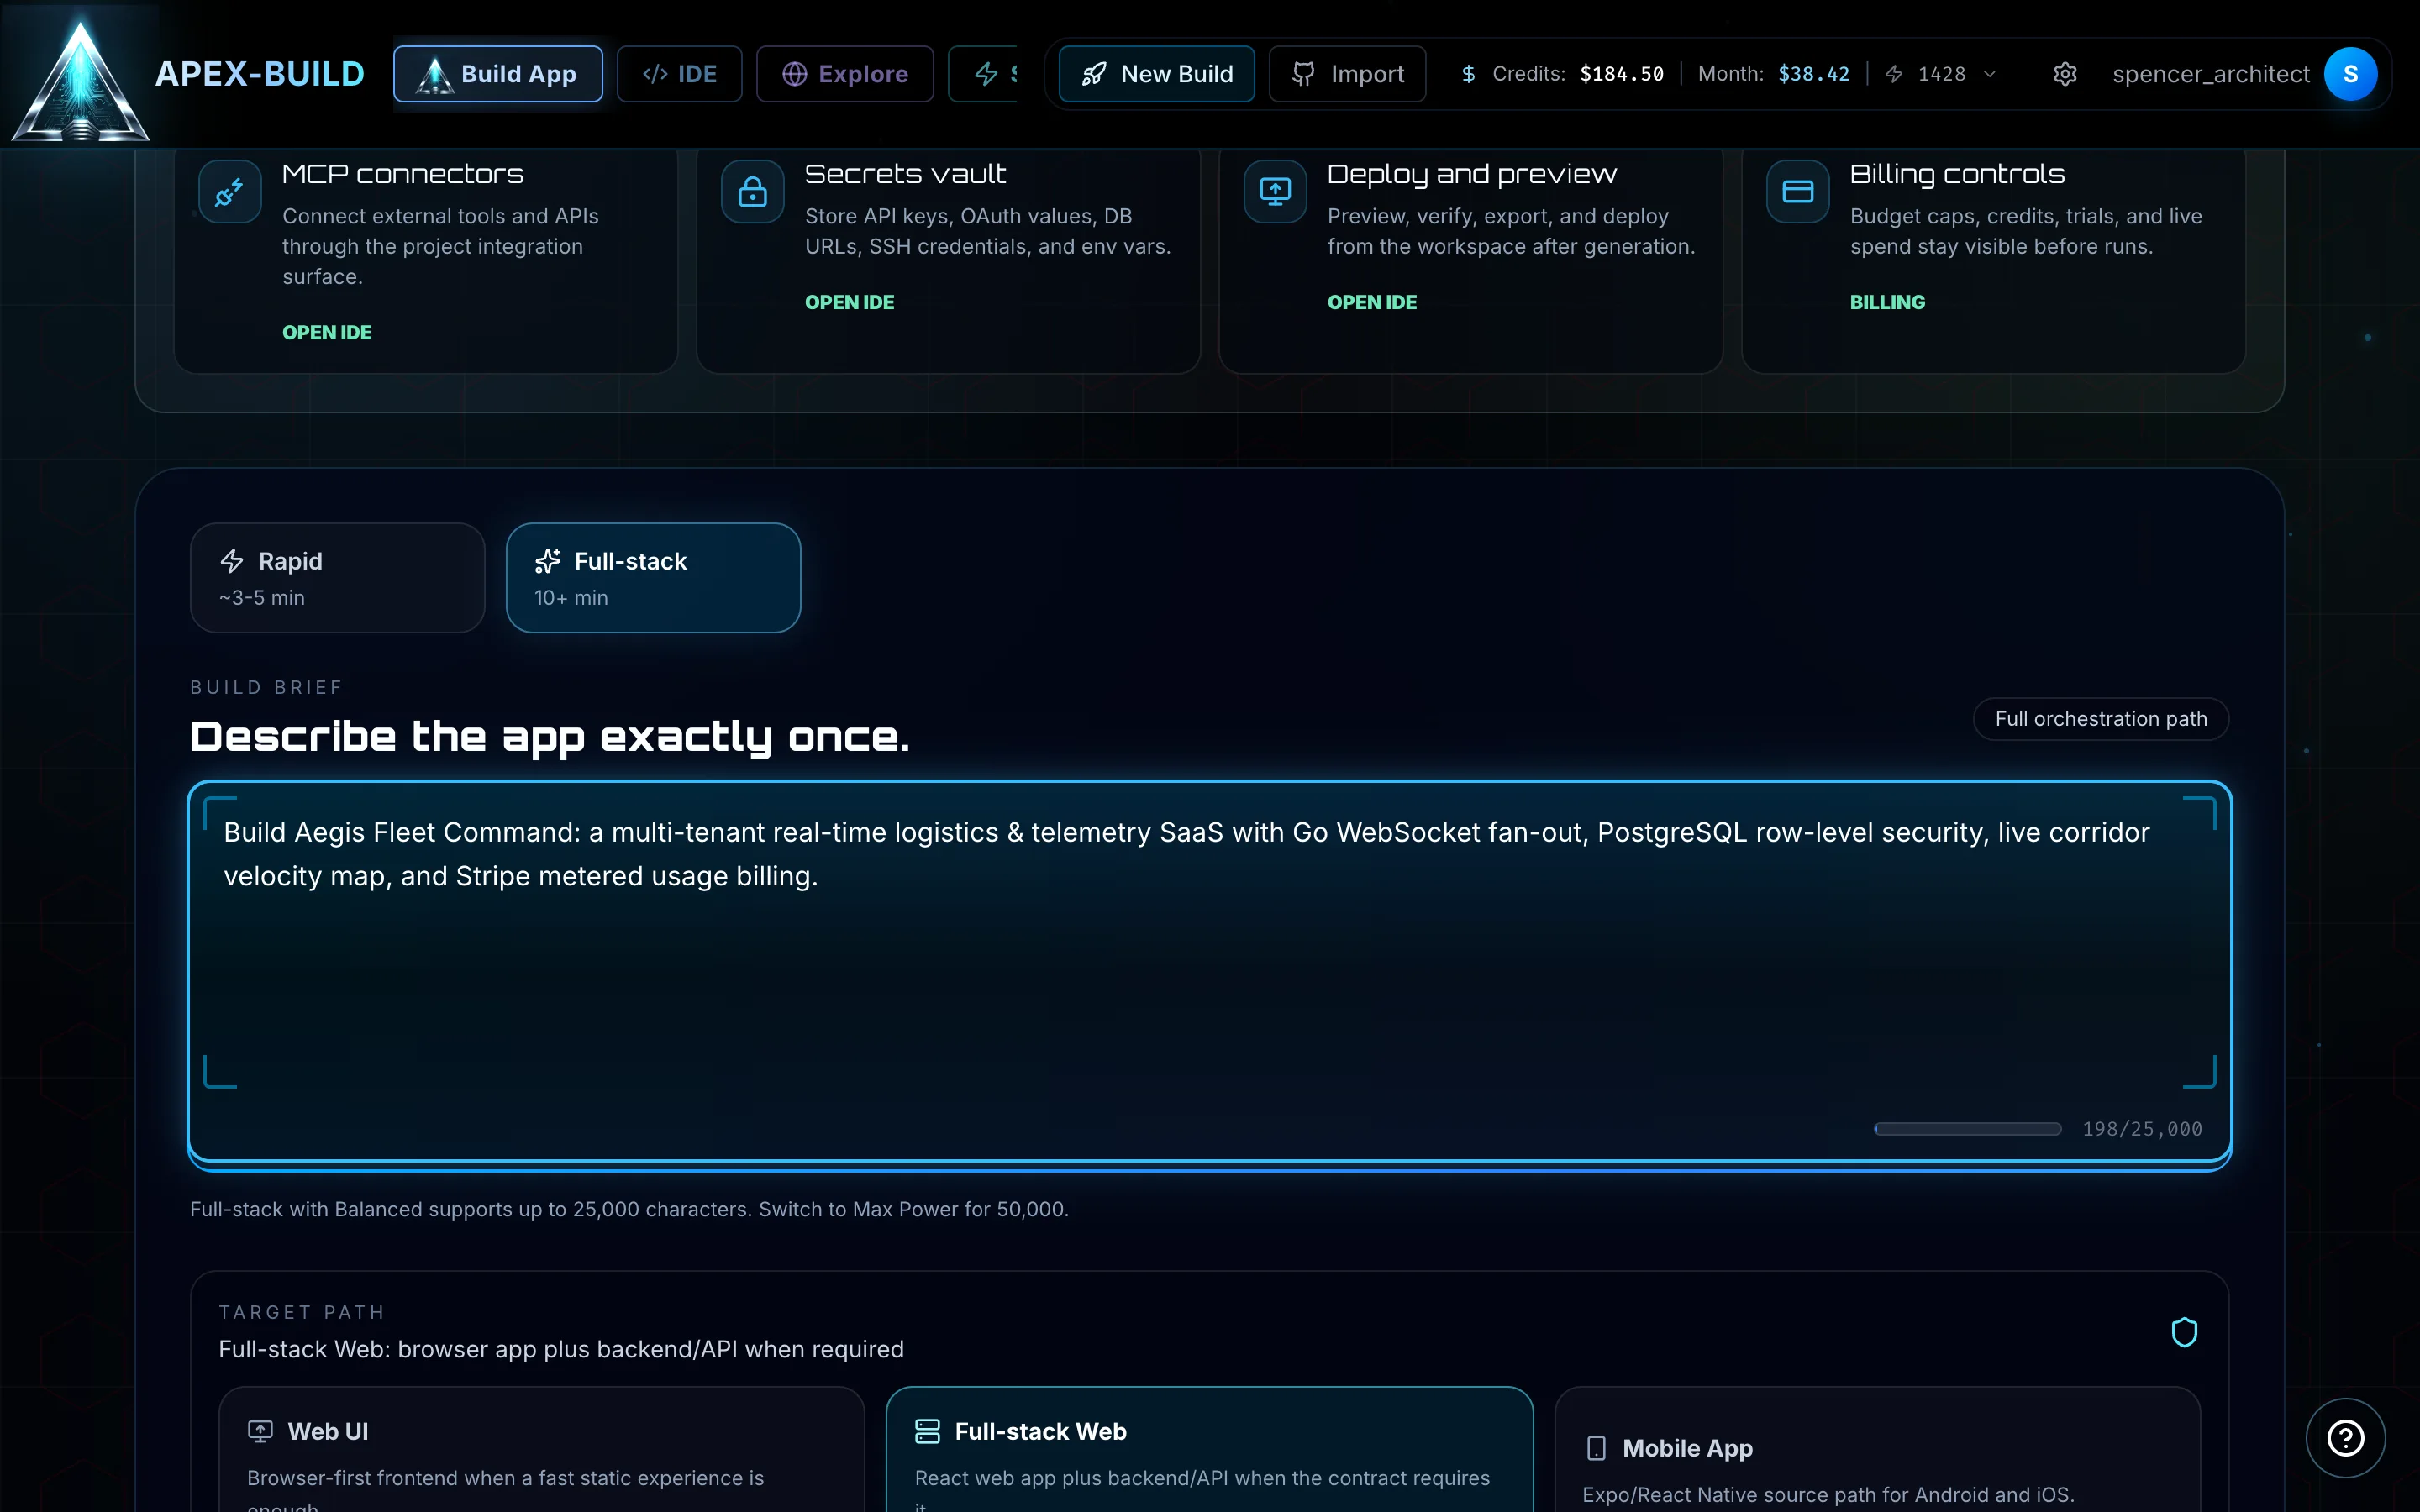 APEX-BUILD
Build App
IDE
Explore
New Build
Import
Credits: $184.50
Month: $38.42
1428
spencer_architect
S
MCP connectors
Connect external tools and APIs
through the project integration
surface.
OPEN IDE
Secrets vault
Store API keys, OAuth values, DB
URLs, SSH credentials, and env vars.
OPEN IDE
Deploy and preview
Preview, verify, export, and deploy
from the workspace after generation.
OPEN IDE
Billing controls
Budget caps, credits, trials, and live
spend stay visible before runs.
BILLING
Rapid
~3-5 min
Full-stack
10+ min
BUILD BRIEF
Describe the app exactly once.
Full orchestration path
Build Aegis Fleet Command: a multi-tenant real-time logistics & telemetry SaaS with Go WebSocket fan-out, PostgreSQL row-level security, live corridor
velocity map, and Stripe metered usage billing.
198/25,000
Full-stack with Balanced supports up to 25,000 characters. Switch to Max Power for 50,000.
TARGET PATH
Full-stack Web: browser app plus backend/API when required
Web UI
Browser-first frontend when a fast static experience is
enough
Full-stack Web
React web app plus backend/API when the contract requires
it
Mobile App
Expo/React Native source path for Android and iOS.